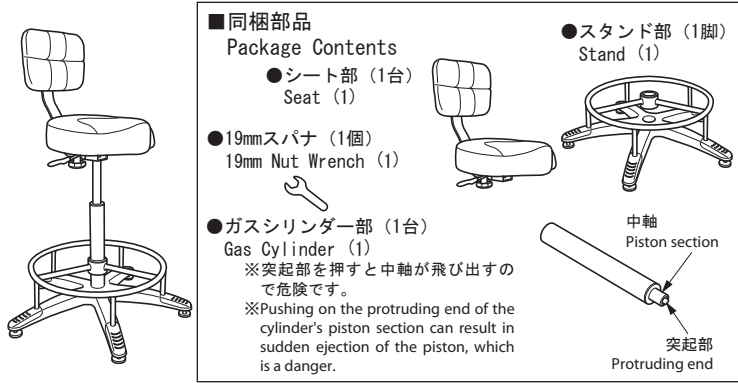 ■同梱部品
Package Contents
●シート部（1台）
Seat (1)
●19mmスパナ（1個）
19mm Nut Wrench (1)
●ガスシリンダー部（1台）
Gas Cylinder (1)
※突起部を押すと中軸が飛び出すの
で危険です。
※Pushing on the protruding end of the
cylinder's piston section can result in
sudden ejection of the piston, which
is a danger.
●スタンド部（1脚）
Stand (1)
中軸
Piston section
突起部
Protruding end